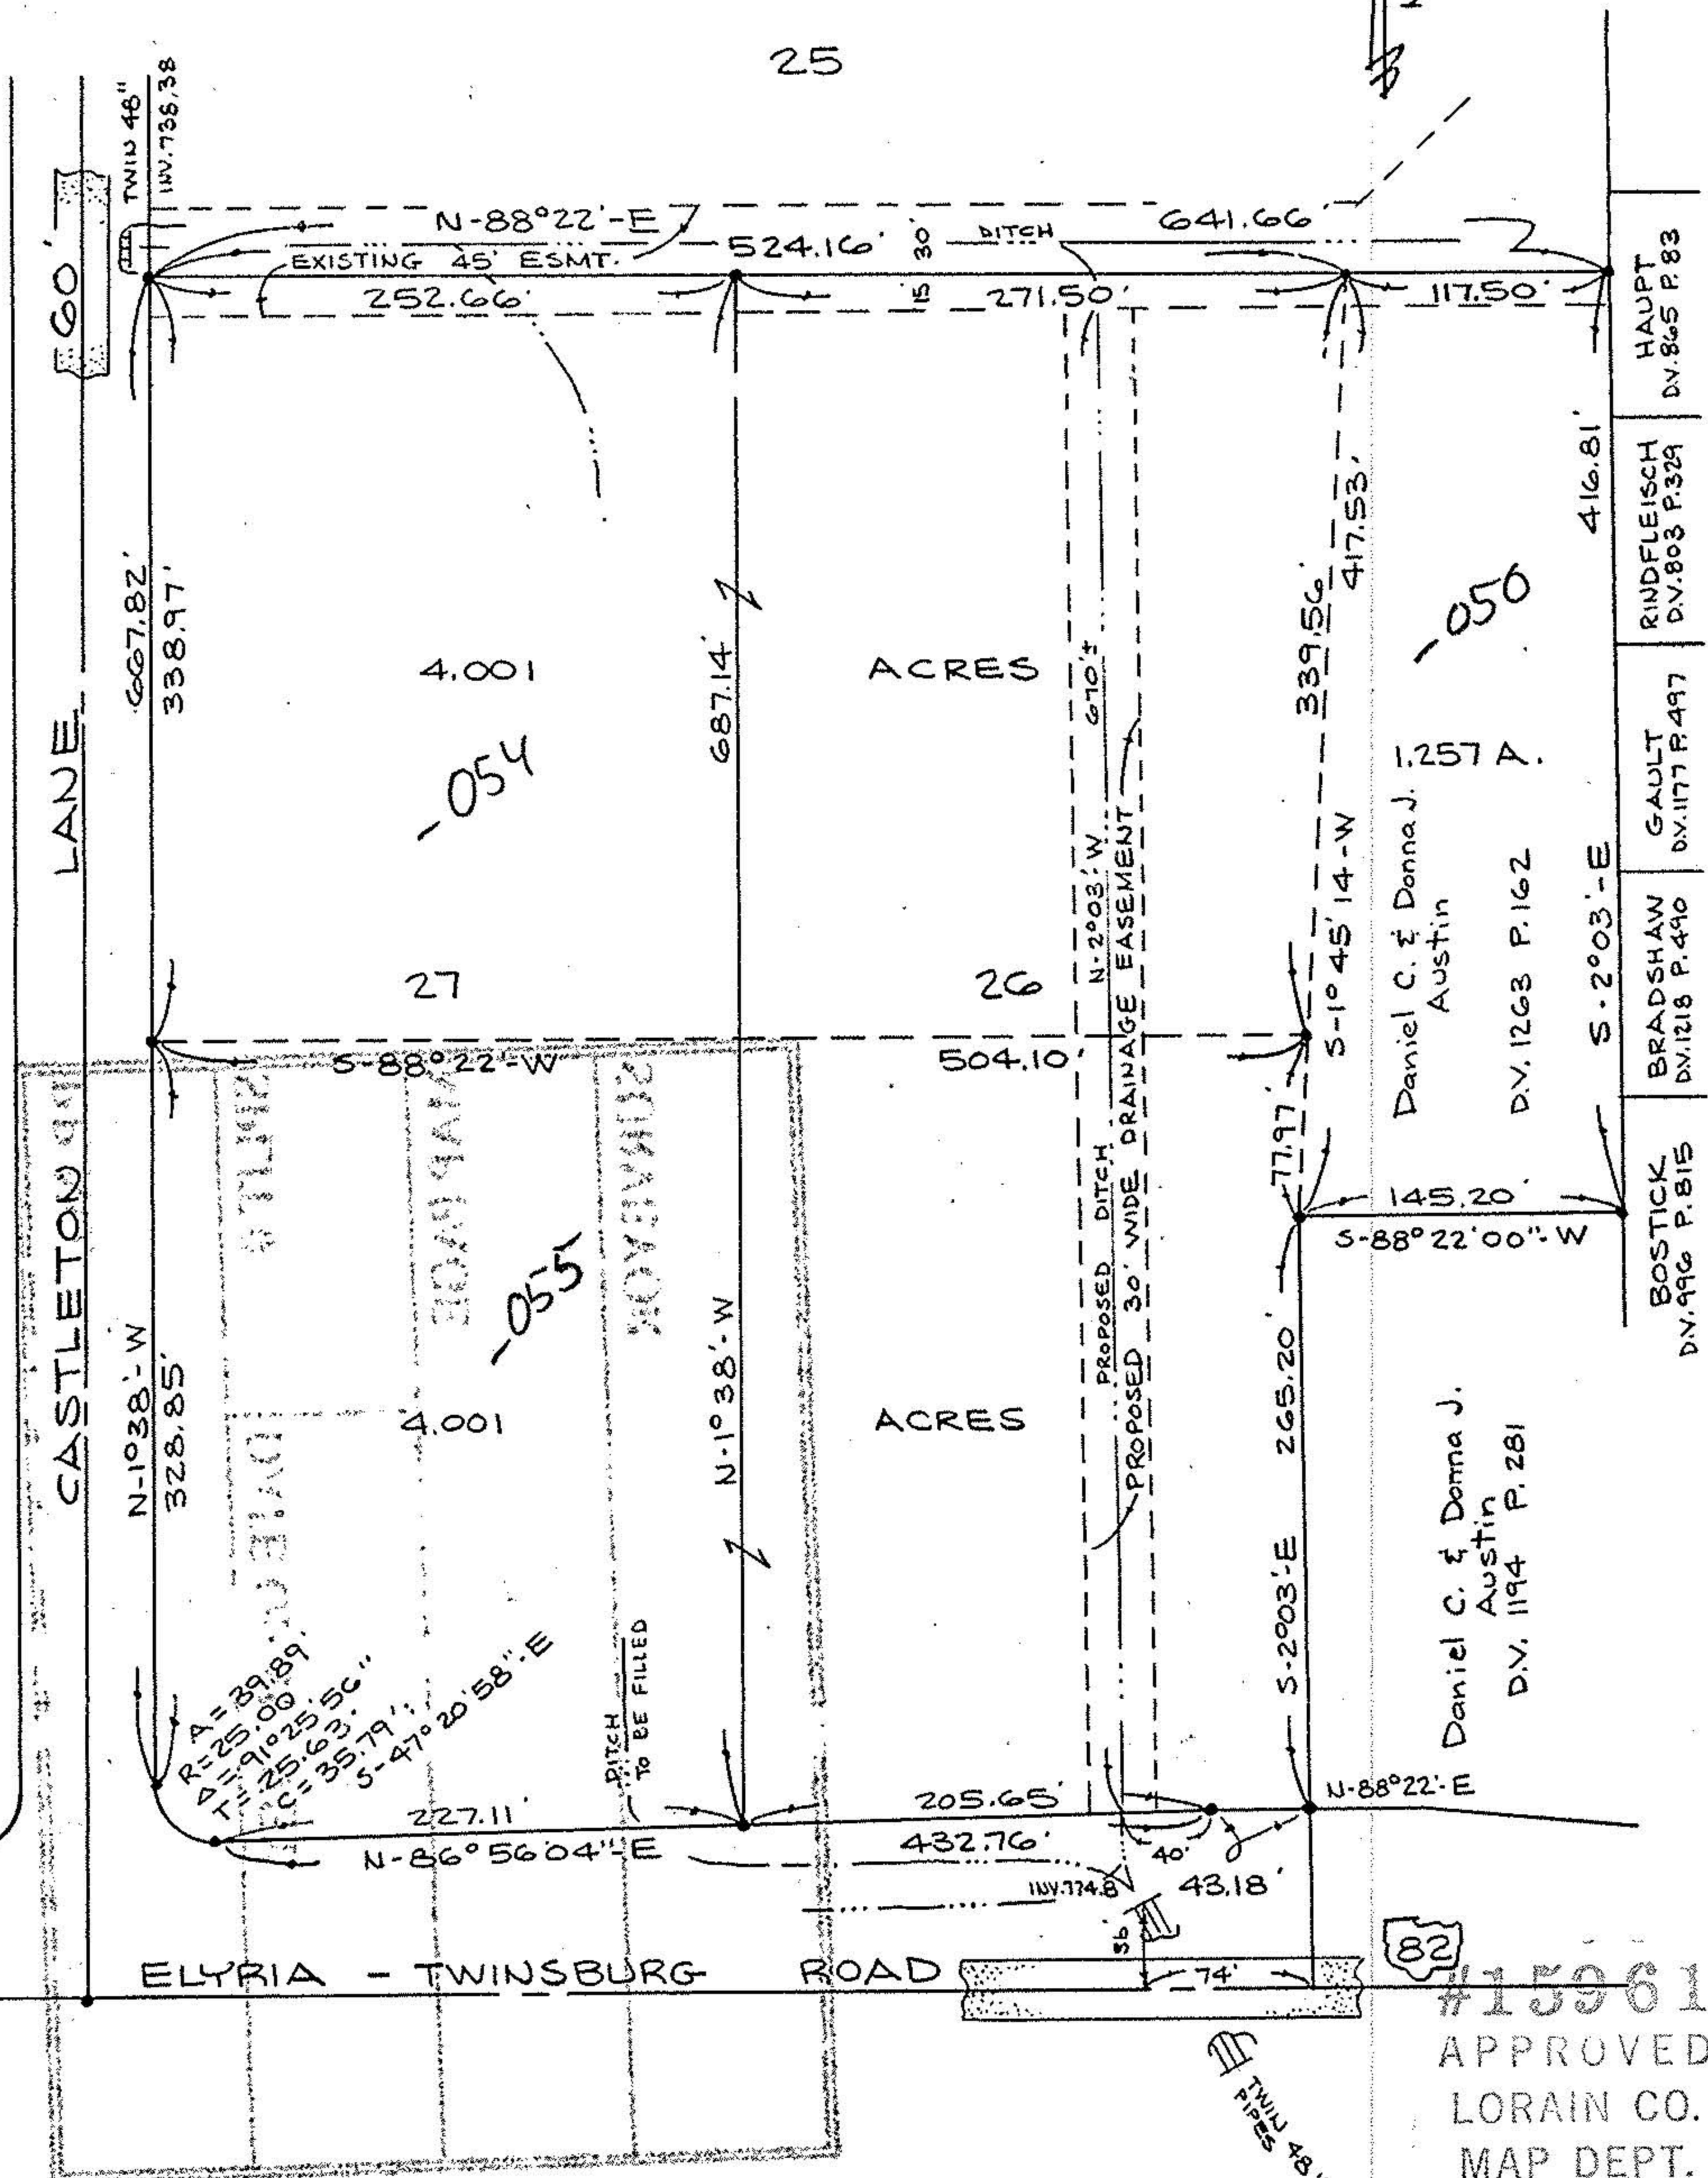 25
TWIN 48"
INV. 738.38
60'
N-88°22'-E
641.66'
524.16'
30'
DITCH
EXISTING 45' ESMT.
252.66'
15'
271.50'
117.50'
HAUPT
D.V. 865 P. 83
RINDFLEISCH
D.V. 803 P. 329
GAULT
D.V. 1177 P. 497
BRADSHAW
D.V. 1218 P. 490
BOSTICK
D.V. 996 P. 815
416.81'
S-2°03'-E
417.53'
339.56'
S-1°45'14-W
-050
1.257 A.
Daniel C. & Donna J.
Austin
D.V. 1263 P. 162
667.82'
338.97'
4.001
ACRES
-054
687.14'
670'±
N-2°03'-W
LANE
CASTLETON
27
26
S-88°22'-W
504.10'
77.97'
145.20'
S-88°22'00"-W
PROPOSED DITCH
PROPOSED 30' WIDE DRAINAGE EASEMENT
-055
N-1°38'-W
328.85'
4.001
ACRES
N-1°38'-W
265.20'
S-2°03'-E
Daniel C. & Donna J.
Austin
D.V. 1194 P. 281
A=39.89'
R=25.00
Δ=91°25'56"
T=25.63'
C=35.79';
S-47°20'58"-E
DITCH
TO BE FILLED
227.11'
205.65'
N-88°22'-E
N-86°56'04"-E
432.76'
40'
43.18'
INV. 734.8
36'
74'
ELYRIA - TWINSBURG ROAD
82
TWIN 48"
PIPES
#15961
APPROVED
LORAIN CO.
MAP DEPT.